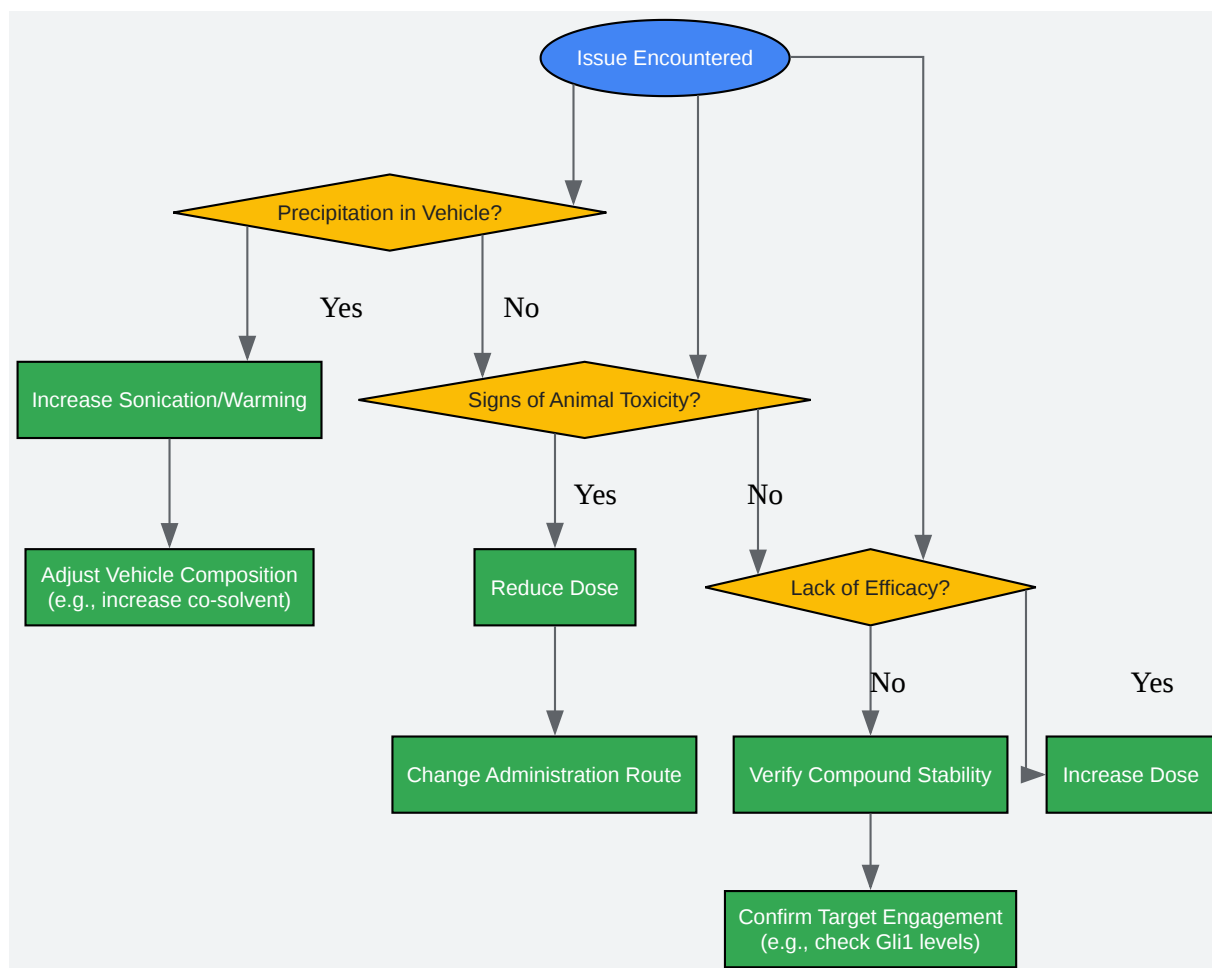 Issue Encountered
Precipitation in Vehicle?
Yes
No
Increase Sonication/Warming
Signs of Animal Toxicity?
Yes
No
Adjust Vehicle Composition
(e.g., increase co-solvent)
Reduce Dose
Lack of Efficacy?
No
Yes
Change Administration Route
Verify Compound Stability
Increase Dose
Confirm Target Engagement
(e.g., check Gli1 levels)